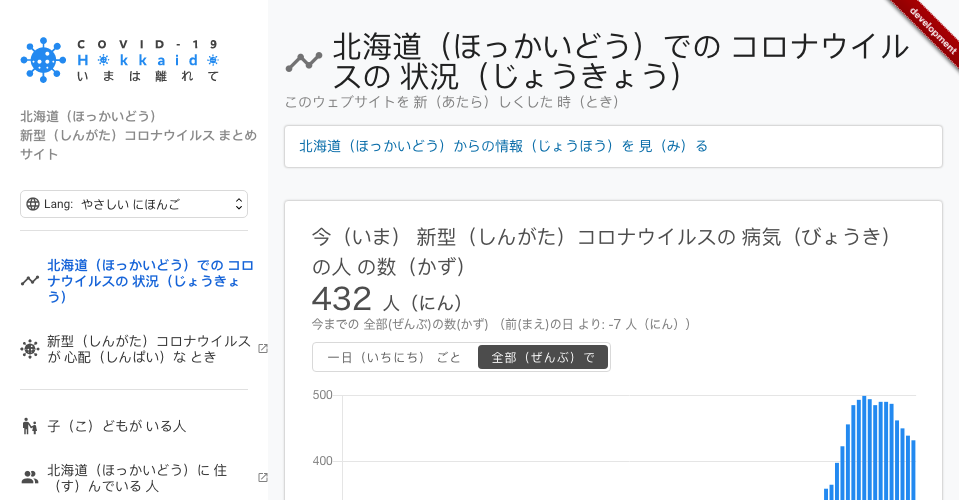 COVID-19
Hokkaido
いまは離れて
北海道（ほっかいどう）
新型（しんがた）コロナウイルス まとめ
サイト
Lang: やさしい にほんご
北海道（ほっかいどう）での コロ
ナウイルスの 状況（じょうきょ
う）
新型（しんがた）コロナウイルス
が 心配（しんぱい）な とき
子（こ）どもが いる人
北海道（ほっかいどう）に 住
（す）んでいる 人
development
北海道（ほっかいどう）での コロナウイル
スの 状況（じょうきょう）
このウェブサイトを 新（あたら）しくした 時（とき）
北海道（ほっかいどう）からの情報（じょうほう）を 見（み）る
今（いま） 新型（しんがた）コロナウイルスの 病気（びょうき）
の人 の数（かず）
432 人（にん）
今までの 全部(ぜんぶ)の数(かず) （前(まえ)の日 より: -7 人（にん））
一日（いちにち） ごと
全部（ぜんぶ）で
500
400